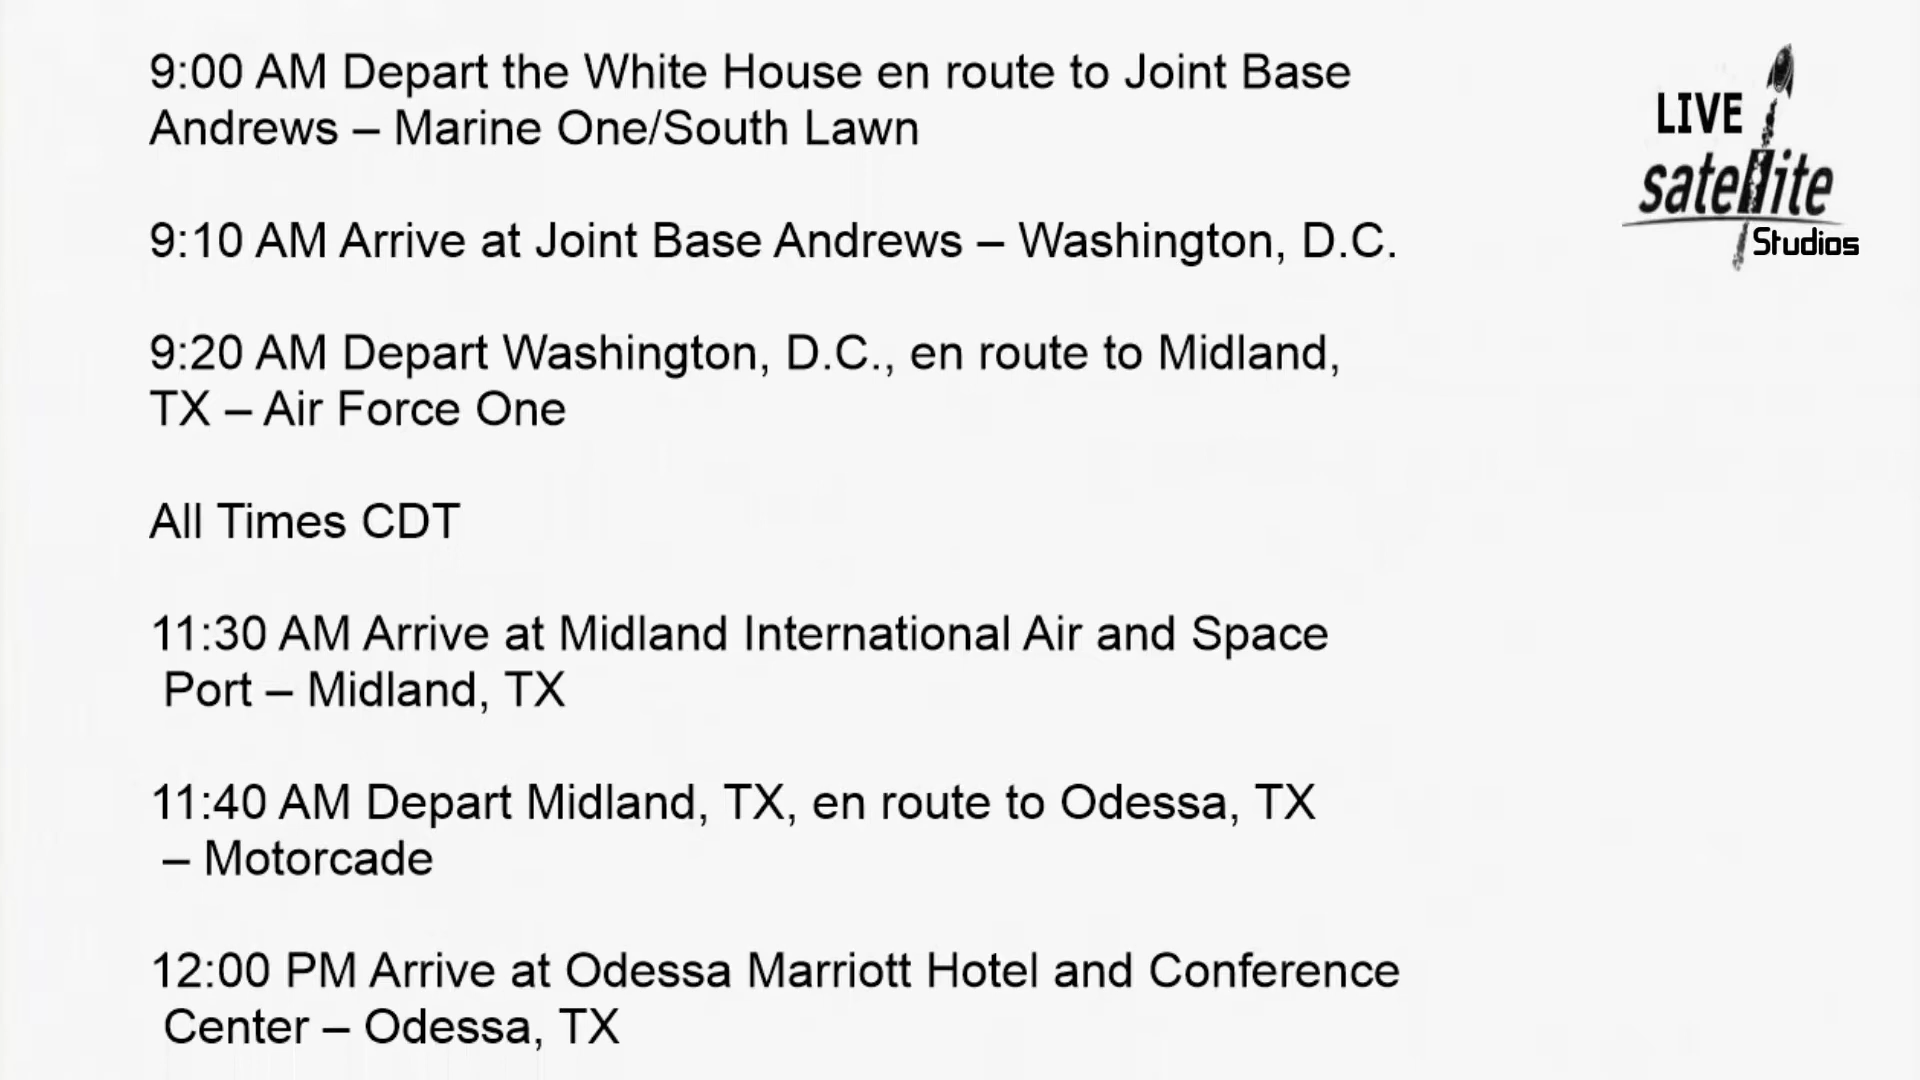 9:00 AM Depart the White House en route to Joint Base
Andrews – Marine One/South Lawn
9:10 AM Arrive at Joint Base Andrews – Washington, D.C.
9:20 AM Depart Washington, D.C., en route to Midland,
TX – Air Force One
All Times CDT
11:30 AM Arrive at Midland International Air and Space
Port – Midland, TX
11:40 AM Depart Midland, TX, en route to Odessa, TX
– Motorcade
12:00 PM Arrive at Odessa Marriott Hotel and Conference
Center – Odessa, TX
LIVE
satellite
Studios